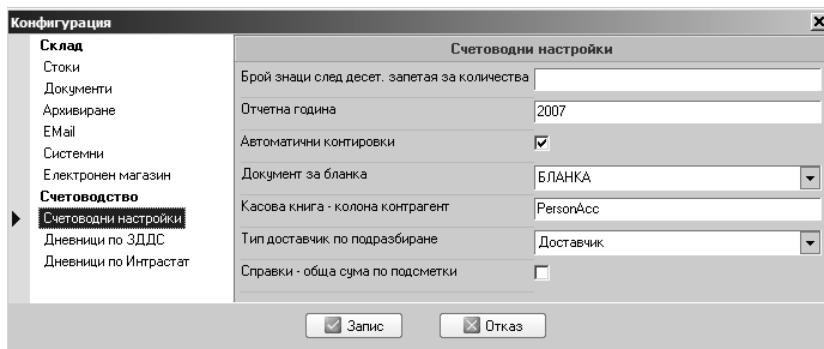 Конфигурация
Склад
Стоки
Документи
Архивиране
EMail
Системни
Електронен магазин
Счетоводство
Счетоводни настройки
Дневници по ЗДДС
Дневници по Интрастат
Счетоводни настройки
Брой знаци след десет. запетая за количества
Отчетна година 2007
Автоматични контировки
Документ за бланка БЛАНКА
Касова книга - колона контрагент PersonAcc
Тип доставчик по подразбиране Доставчик
Справки - обща сума по подсметки
Запис Отказ